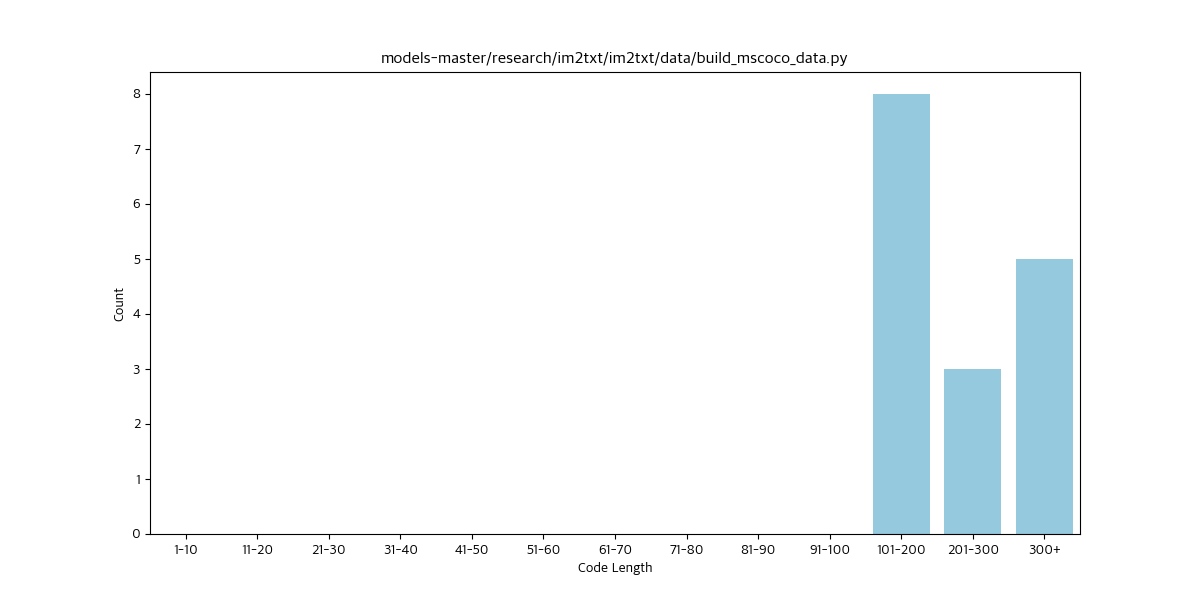 models-master/research/im2txt/im2txt/data/build_mscoco_data.py
Count
8
7
6
5
4
3
2
1
0
1-10 11-20 21-30 31-40 41-50 51-60 61-70 71-80 81-90 91-100 101-200 201-300 300+
Code Length